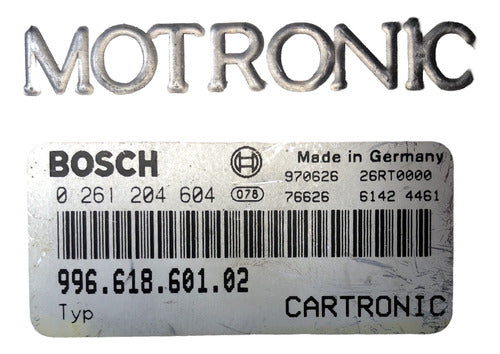 MOTRONIC
BOSCH Made in Germany
970626 26RT0000
0 261 204 604 078 76626 6142 4461
996.618.601.02
Typ CARTRONIC